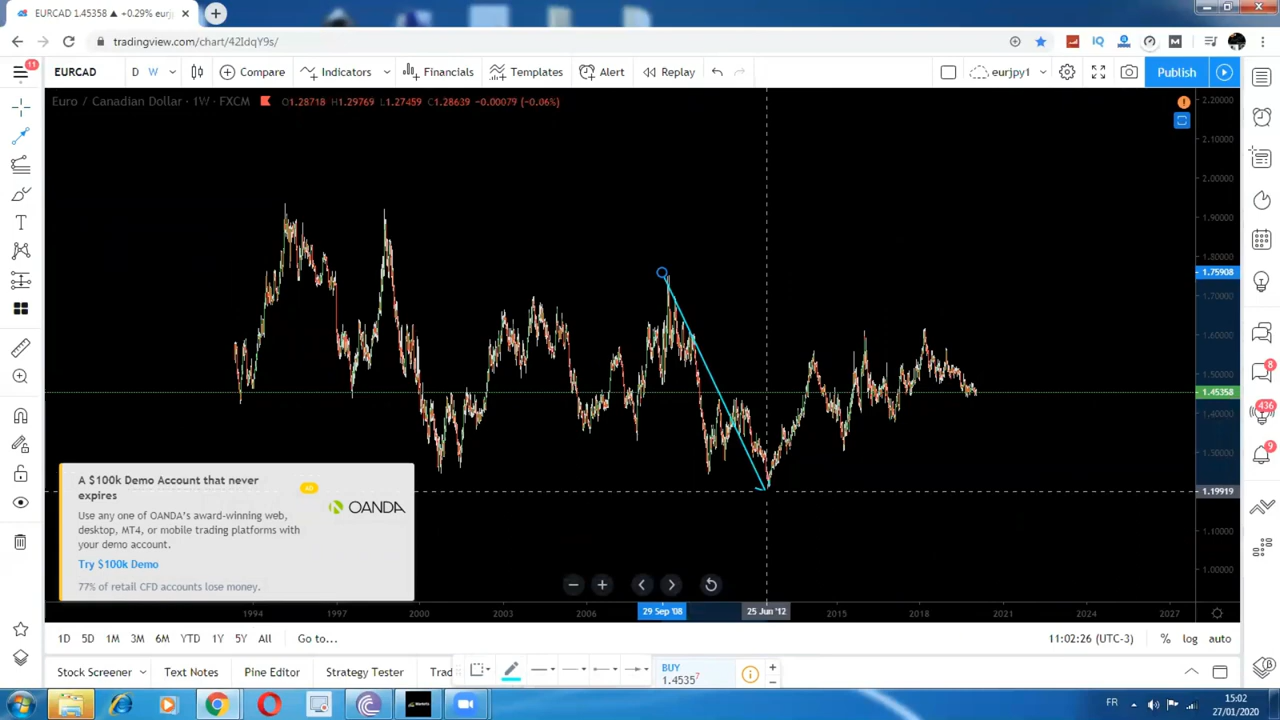 EURCAD 1.45358 ▲ +0.29% eurj
tradingview.com/chart/42IdqY9s/
11
EURCAD
D W
Compare
Indicators
Financials
Templates
Alert
Replay
eurjpy1
Publish
Euro / Canadian Dollar · 1W · FXCM
O1.28718 H1.29769 L1.27459 C1.28639 -0.00079 (-0.06%)
2.20000
2.10000
2.00000
1.90000
1.80000
1.75908
1.70000
1.60000
1.50000
1.45358
1.40000
1.30000
1.19919
1.10000
1.00000
8
436
9
A $100k Demo Account that never
expires
AD
OANDA
Use any one of OANDA's award-winning web,
desktop, MT4, or mobile trading platforms with
your demo account.
Try $100k Demo
77% of retail CFD accounts lose money.
1994 1997 2000 2003 2006 29 Sep '08 25 Jun '12 2015 2018 2021 2024 2027
1D 5D 1M 3M 6M YTD 1Y 5Y All Go to...
11:02:26 (UTC-3) % log auto
Stock Screener Text Notes Pine Editor Strategy Tester Trad
BUY
1.4535⁷
FR
15:02
27/01/2020